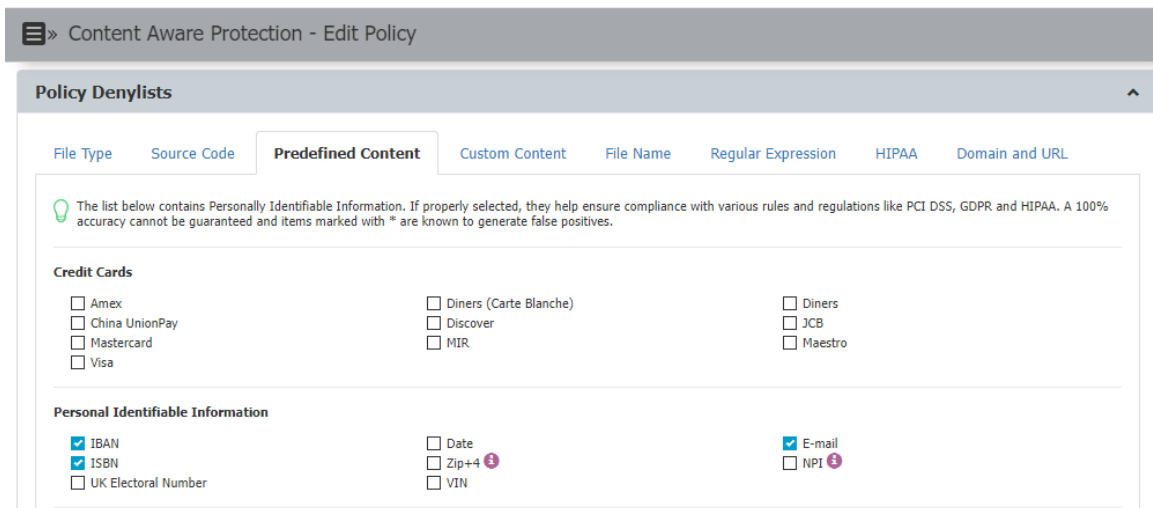 » Content Aware Protection - Edit Policy
Policy Denylists
File Type Source Code Predefined Content Custom Content File Name Regular Expression HIPAA Domain and URL
The list below contains Personally Identifiable Information. If properly selected, they help ensure compliance with various rules and regulations like PCI DSS, GDPR and HIPAA. A 100%
accuracy cannot be guaranteed and items marked with * are known to generate false positives.
Credit Cards
Amex Diners (Carte Blanche) Diners
China UnionPay Discover JCB
Mastercard MIR Maestro
Visa
Personal Identifiable Information
IBAN Date E-mail
ISBN Zip+4 i NPI i
UK Electoral Number VIN